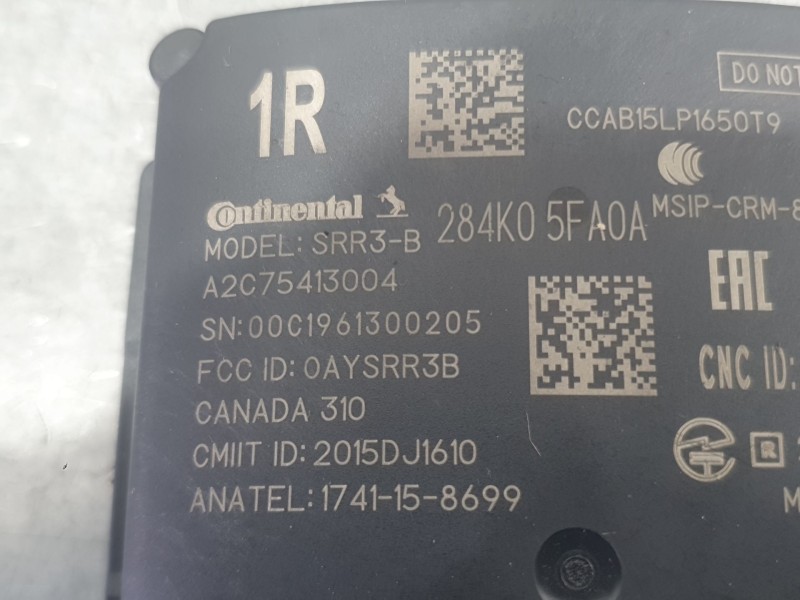 1R
DO NOT
CCAB15LP1650T9
Continental
284K0 5FA0A
MSIP-CRM-
MODEL: SRR3-B
A2C75413004
EAC
SN:00C1961300205
FCC ID: OAYSRR3B
CNC ID:
CANADA 310
CMIIT ID: 2015DJ1610
R
ANATEL: 1741-15-8699
M